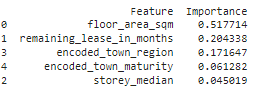 Feature Importance
0 floor_area_sqm 0.517714
1 remaining_lease_in_months 0.204338
3 encoded_town_region 0.171647
4 encoded_town_maturity 0.061282
2 storey_median 0.045019